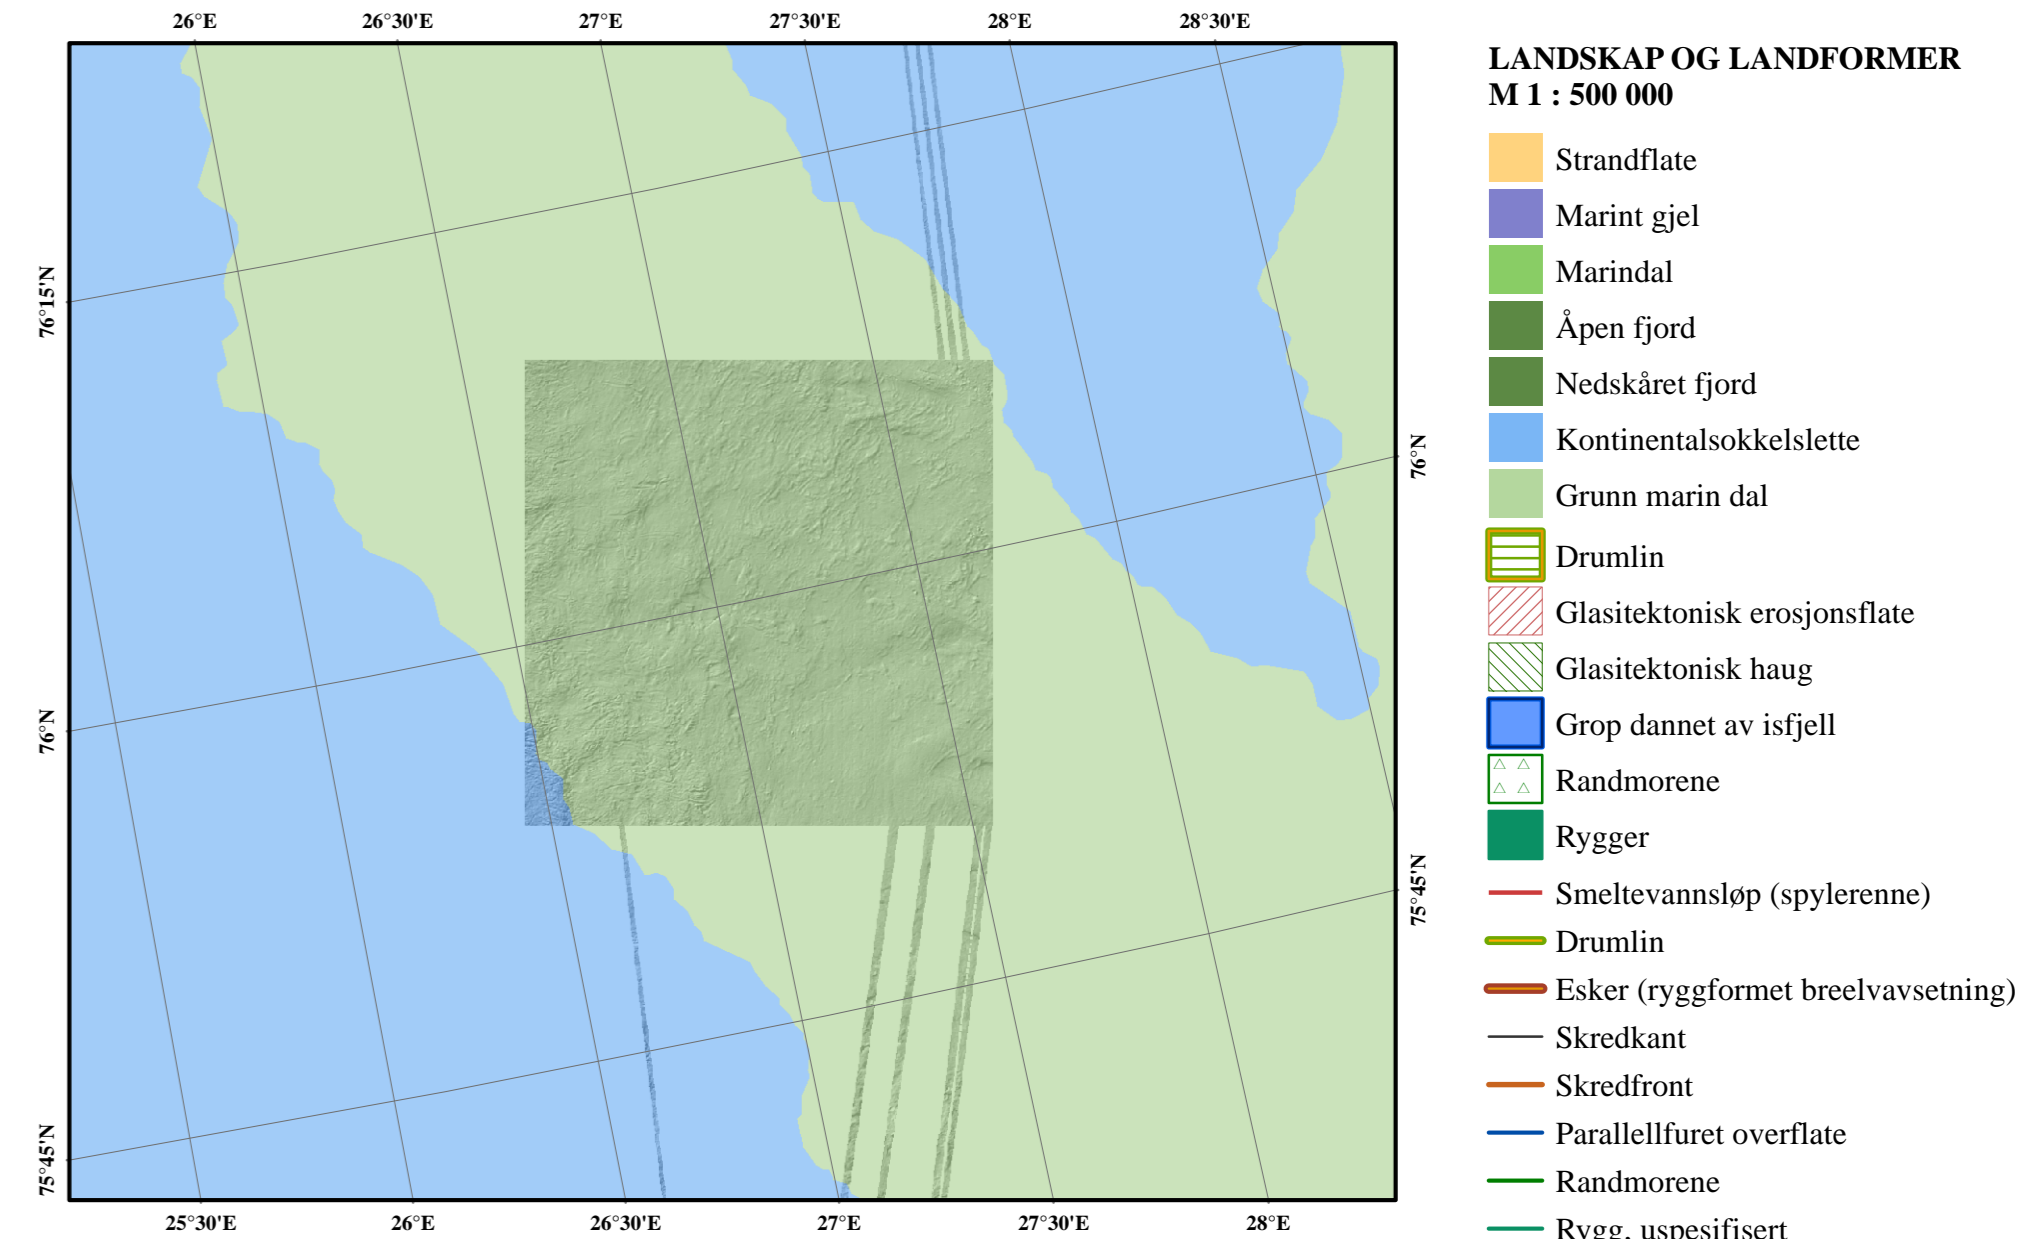 26°E 26°30'E 27°E 27°30'E 28°E 28°30'E
76°15'N
76°N
75°45'N
76°N
75°45'N
25°30'E 26°E 26°30'E 27°E 27°30'E 28°E
LANDSKAP OG LANDFORMER
M 1 : 500 000
Strandflate
Marint gjel
Marindal
Åpen fjord
Nedskåret fjord
Kontinentalsokkelslette
Grunn marin dal
Drumlin
Glasitektonisk erosjonsflate
Glasitektonisk haug
Grop dannet av isfjell
Randmorene
Rygger
Smeltevannsløp (spylerenne)
Drumlin
Esker (ryggformet breelvavsetning)
Skredkant
Skredfront
Parallellfuret overflate
Randmorene
Rygg, uspesifisert